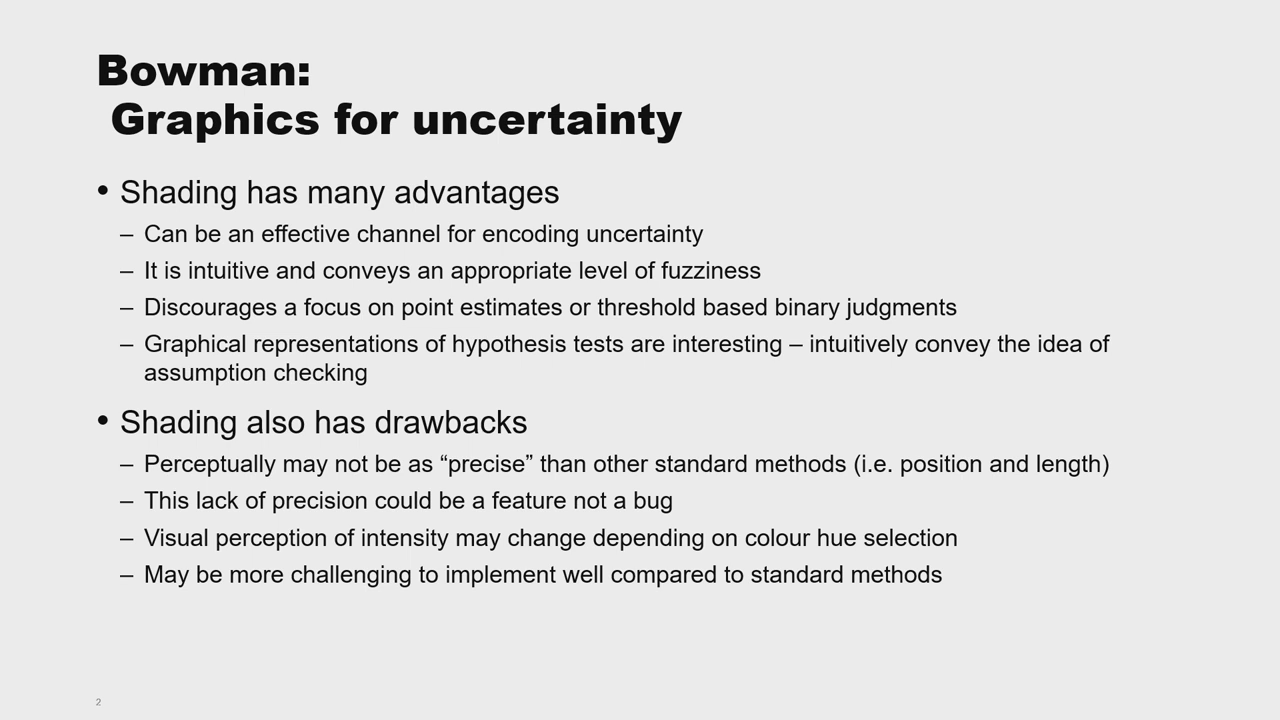 Bowman:
Graphics for uncertainty
• Shading has many advantages
– Can be an effective channel for encoding uncertainty
– It is intuitive and conveys an appropriate level of fuzziness
– Discourages a focus on point estimates or threshold based binary judgments
– Graphical representations of hypothesis tests are interesting – intuitively convey the idea of
assumption checking
• Shading also has drawbacks
– Perceptually may not be as “precise” than other standard methods (i.e. position and length)
– This lack of precision could be a feature not a bug
– Visual perception of intensity may change depending on colour hue selection
– May be more challenging to implement well compared to standard methods
2